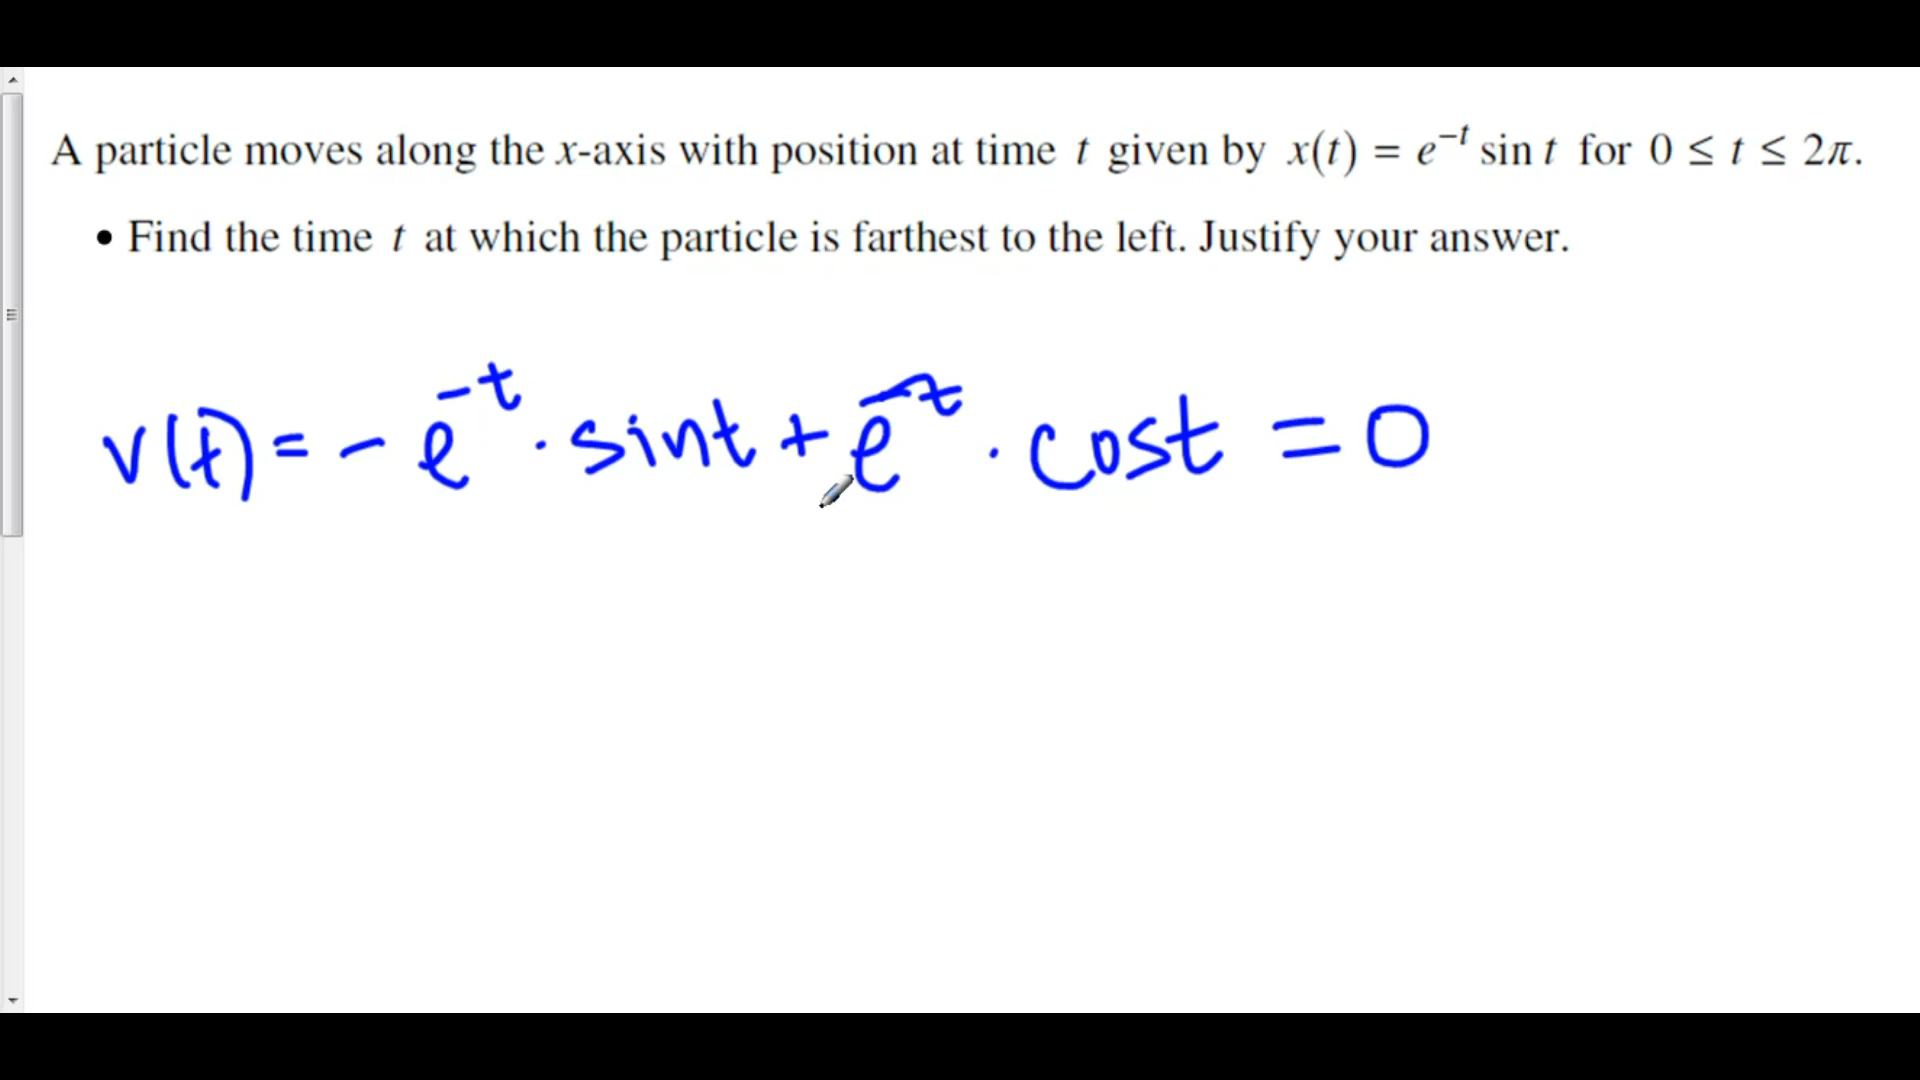 A particle moves along the x-axis with position at time t given by x(t) = e⁻ᵗ sin t for 0 ≤ t ≤ 2π.
• Find the time t at which the particle is farthest to the left. Justify your answer.
v(t) = - e⁻ᵗ · sint + e⁻ᵗ · cost = 0